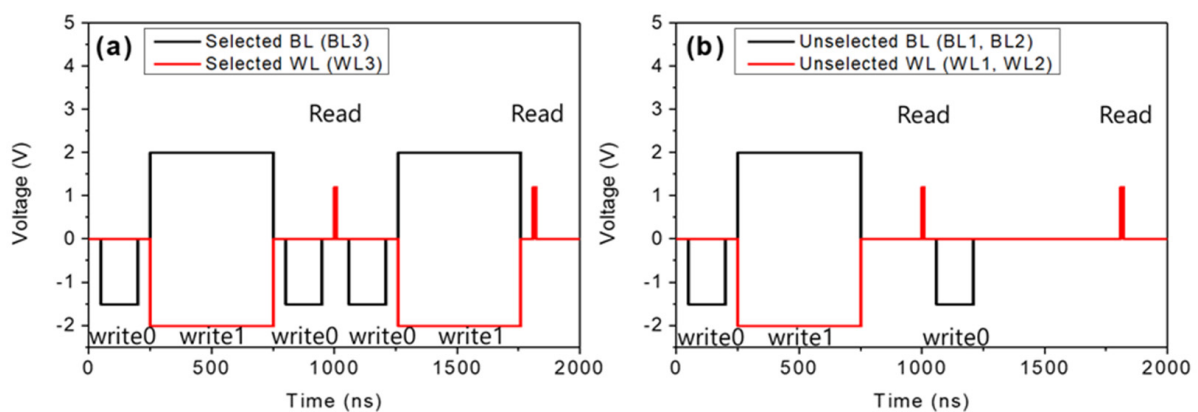 (a)
Selected BL (BL3)
Selected WL (WL3)
Read
Read
write0
write1
write0
write0
write1
5
4
3
2
1
0
-1
-2
Voltage (V)
0
500
1000
1500
2000
Time (ns)
(b)
Unselected BL (BL1, BL2)
Unselected WL (WL1, WL2)
Read
Read
write0
write1
write0
5
4
3
2
1
0
-1
-2
Voltage (V)
0
500
1000
1500
2000
Time (ns)